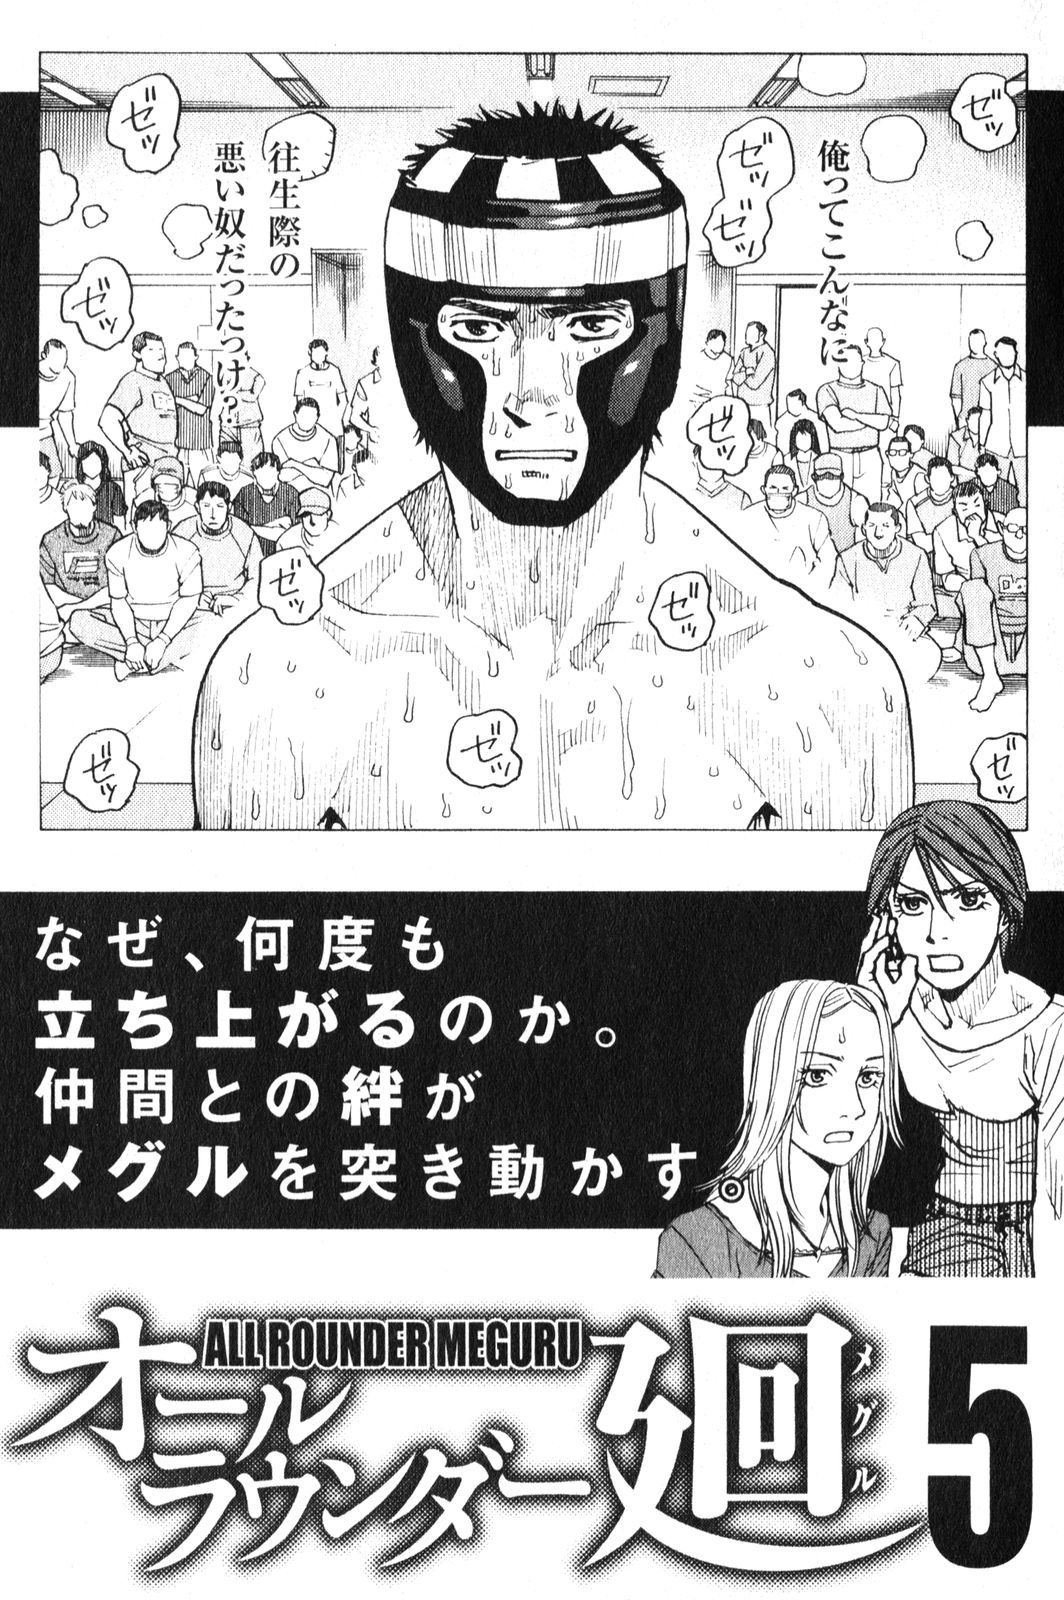 俺ってこんなに
往生際の
悪い奴だったっけ？
ゼッ
ゼッ
ゼッ
ゼッ
ゼッ
ゼッ
ゼッ
ゼッ
ゼッ
ゼッ
ゼッ
なぜ、何度も
立ち上がるのか。
仲間との絆が
メグルを突き動かす
ALL ROUNDER MEGURU
オール
ラウンダー廻
メグル
5